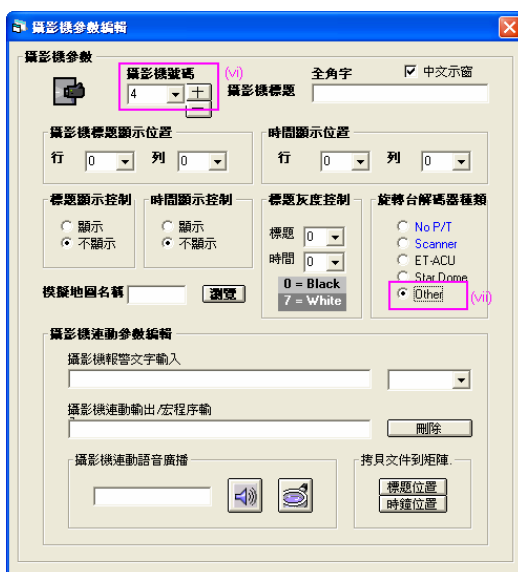 攝影機參數編輯
攝影機參數
攝影機號碼 (vi) 全角字 中文示窗
4 + 攝影機標題
攝影機標題顯示位置 時間顯示位置
行 0 列 0 行 0 列 0
標題顯示控制 時間顯示控制 標題灰度控制 旋轉台解碼器種類
顯示 顯示 標題 0 No P/T
不顯示 不顯示 時間 0 Scanner
ET-ACU
0 = Black Star Dome
模擬地圖名稱 瀏覽 7 = White Other (vii)
攝影機連動參數編輯
攝影機報警文字輸入
攝影機連動輸出/宏程序輸
刪除
攝影機連動語音廣播 拷貝文件到矩陣.
標題位置
時鐘位置